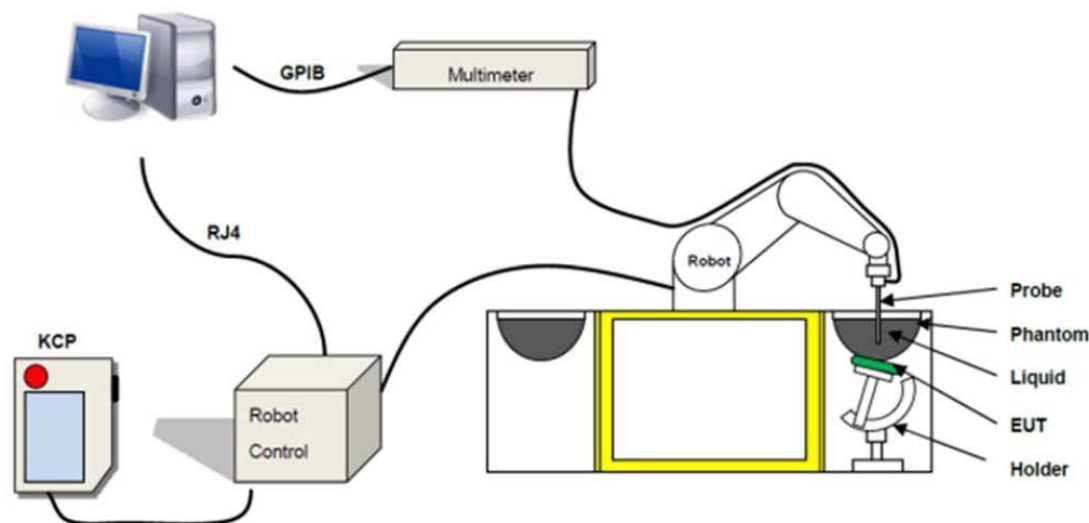 GPIB
Multimeter
RJ4
Robot
KCP
Robot
Control
Probe
Phantom
Liquid
EUT
Holder